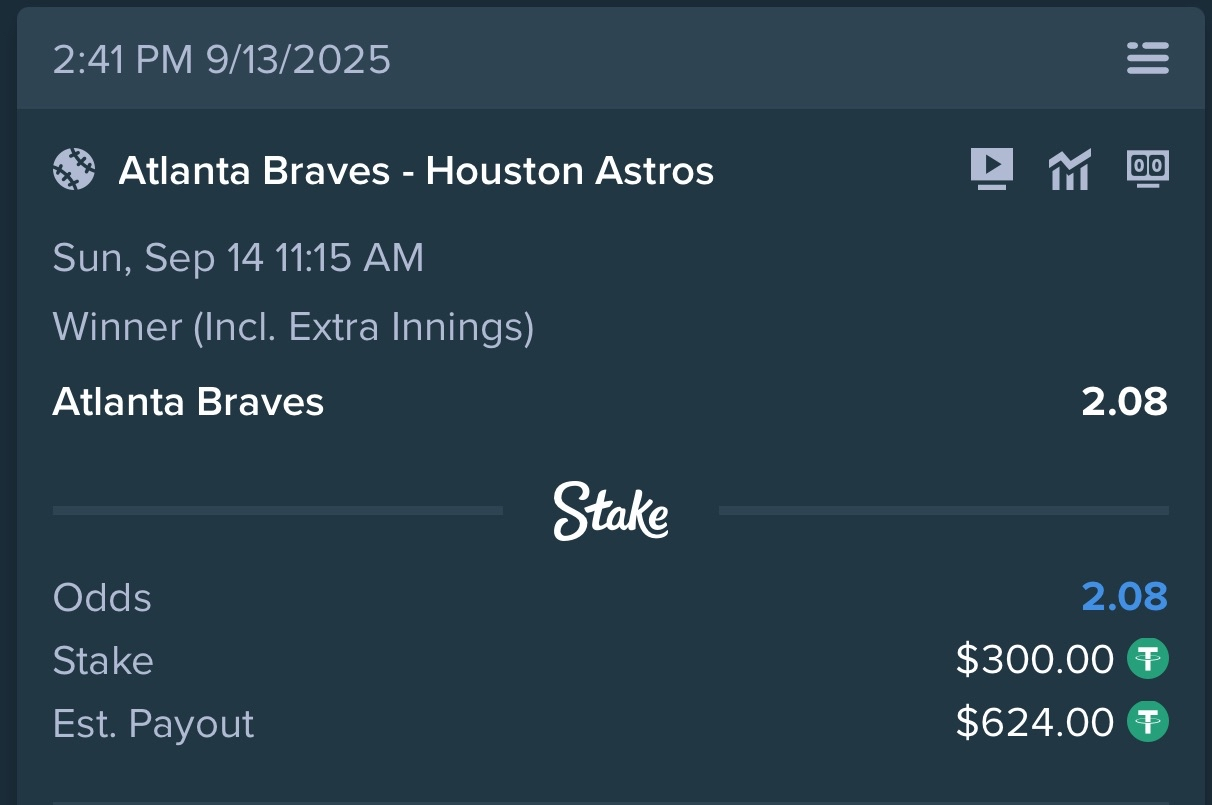 2:41 PM 9/13/2025
Atlanta Braves - Houston Astros
00
Sun, Sep 14 11:15 AM
Winner (Incl. Extra Innings)
Atlanta Braves 2.08
Stake
Odds 2.08
Stake $300.00
Est. Payout $624.00